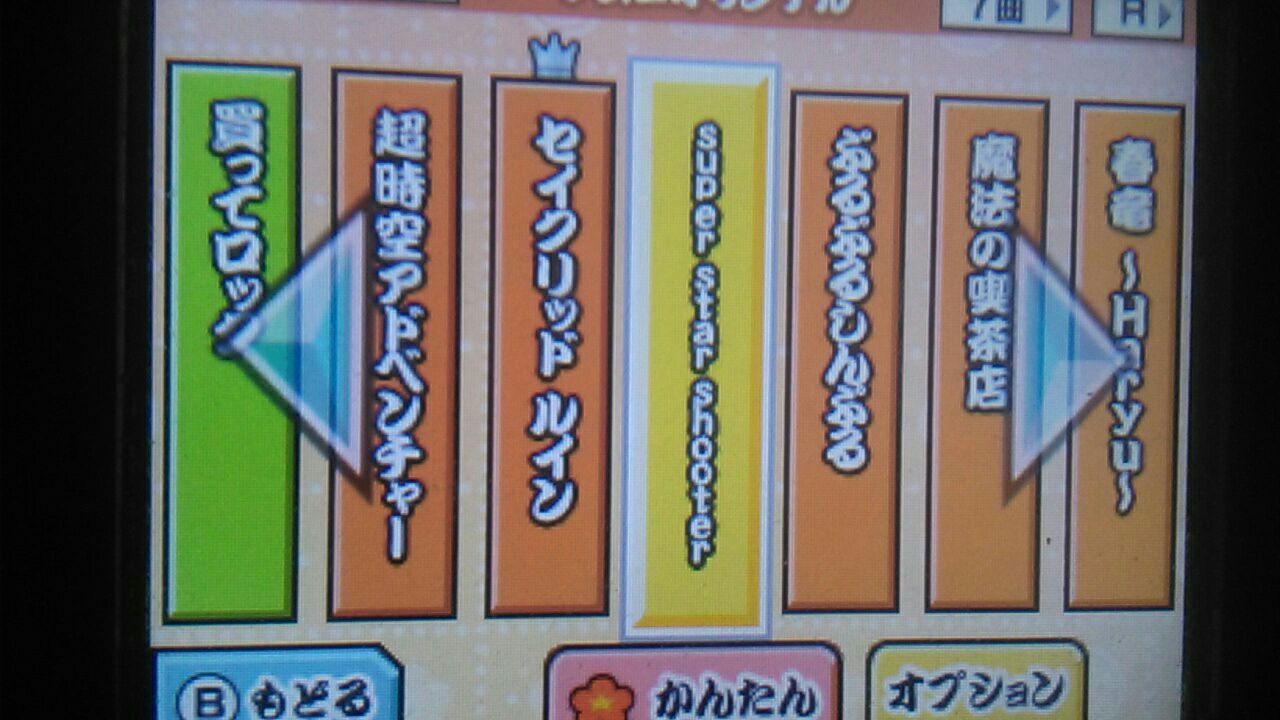 7曲
R
買ってロック
超時空アドベンチャー
セイクリッド ルイン
super star shooter
ぷるぷるしんぷる
魔法の喫茶店
春竜 ～Haryu～
B もどる
かんたん
オプション